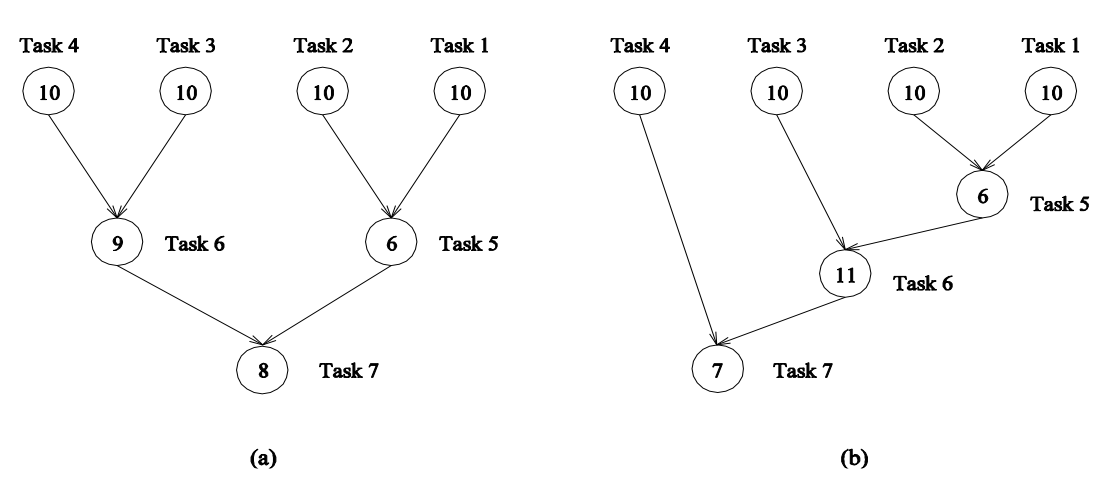 Task 4 Task 3 Task 2 Task 1 Task 4 Task 3 Task 2 Task 1
10 10 10 10 10 10 10 10
6 Task 5
9 Task 6 6 Task 5
11 Task 6
8 Task 7 7 Task 7
(a) (b)